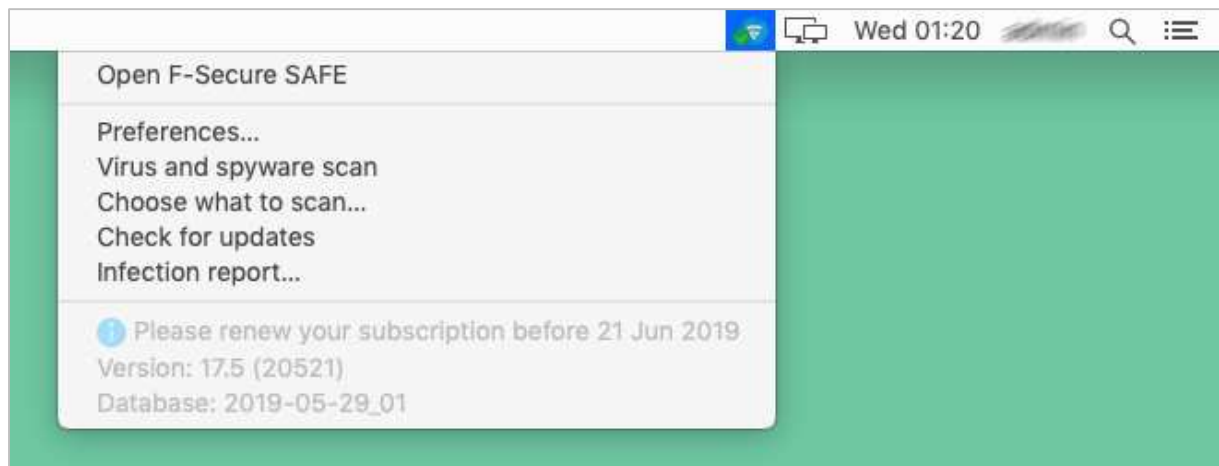 Wed 01:20
Open F-Secure SAFE
Preferences...
Virus and spyware scan
Choose what to scan...
Check for updates
Infection report...
Please renew your subscription before 21 Jun 2019
Version: 17.5 (20521)
Database: 2019-05-29_01